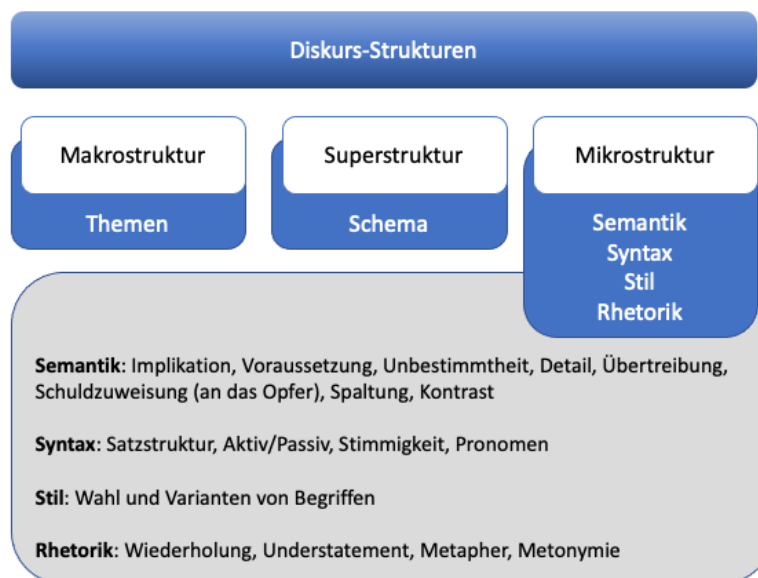 Diskurs-Strukturen
Makrostruktur
Themen
Superstruktur
Schema
Mikrostruktur
Semantik
Syntax
Stil
Rhetorik
Semantik: Implikation, Voraussetzung, Unbestimmtheit, Detail, Übertreibung,
Schuldzuweisung (an das Opfer), Spaltung, Kontrast
Syntax: Satzstruktur, Aktiv/Passiv, Stimmigkeit, Pronomen
Stil: Wahl und Varianten von Begriffen
Rhetorik: Wiederholung, Understatement, Metapher, Metonymie